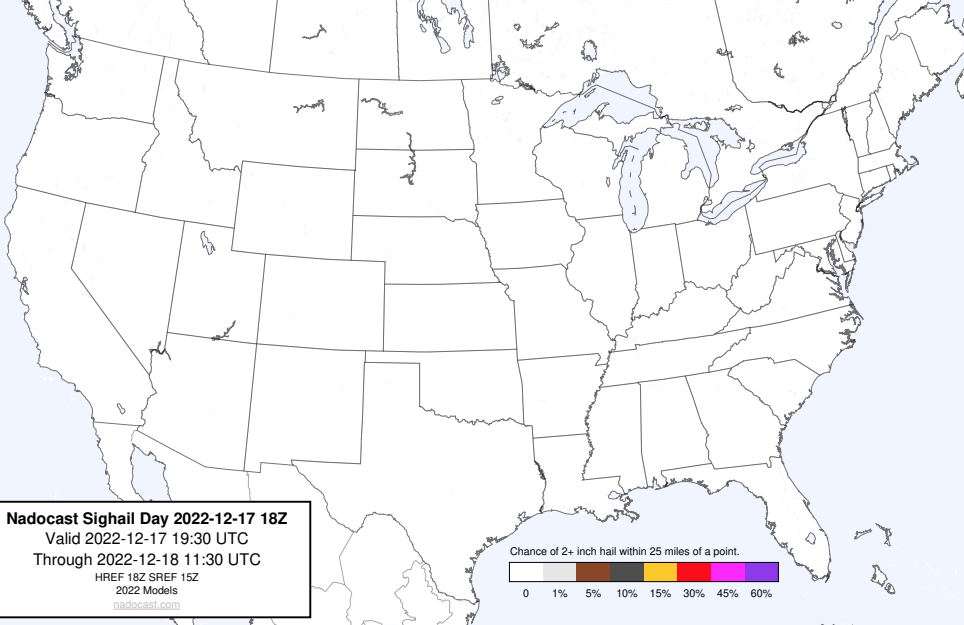 Nadocast Sighail Day 2022-12-17 18Z
Valid 2022-12-17 19:30 UTC
Through 2022-12-18 11:30 UTC
HREF 18Z SREF 15Z
2022 Models
nadocast.com
Chance of 2+ inch hail within 25 miles of a point.
0 1% 5% 10% 15% 30% 45% 60%